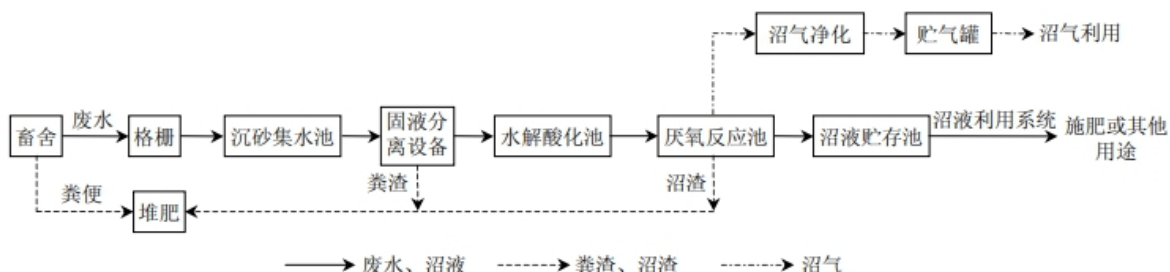 沼气净化
贮气罐
沼气利用
畜舍
废水
格栅
沉砂集水池
固液分
离设备
水解酸化池
厌氧反应池
沼液贮存池
沼液利用系统
施肥或其他
用途
粪便
堆肥
粪渣
沼渣
废水、沼液
粪渣、沼渣
沼气